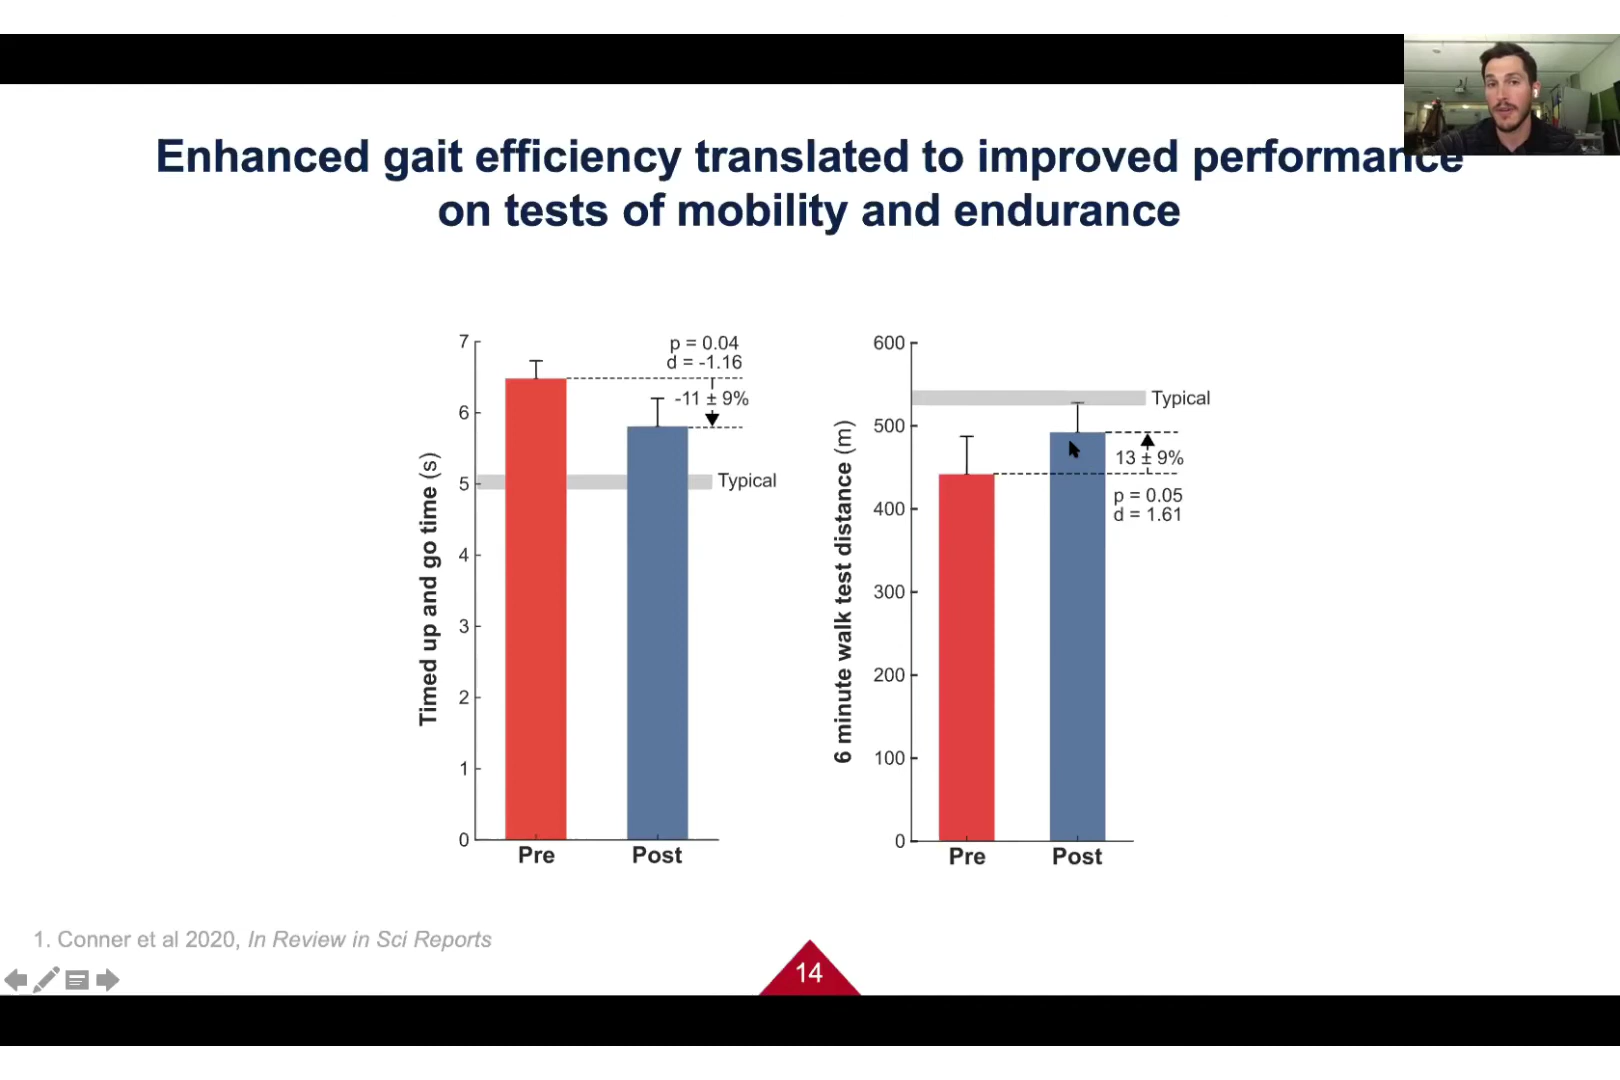 Enhanced gait efficiency translated to improved performance
on tests of mobility and endurance
7
6
5
4
3
2
1
0
Timed up and go time (s)
p = 0.04
d = -1.16
-11 ± 9%
Typical
Pre
Post
600
500
400
300
200
100
0
6 minute walk test distance (m)
Typical
13 ± 9%
p = 0.05
d = 1.61
Pre
Post
1. Conner et al 2020, In Review in Sci Reports
14